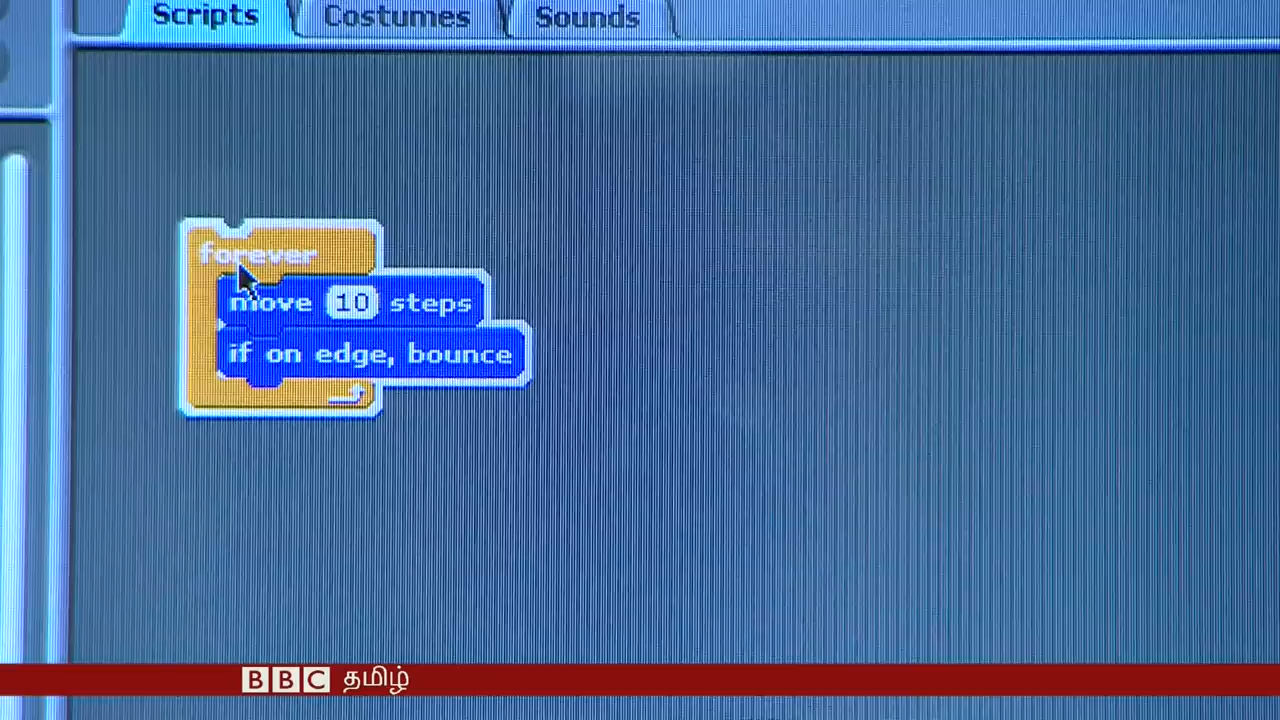 Scripts Costumes Sounds
forever
move 10 steps
if on edge, bounce
BBC தமிழ்